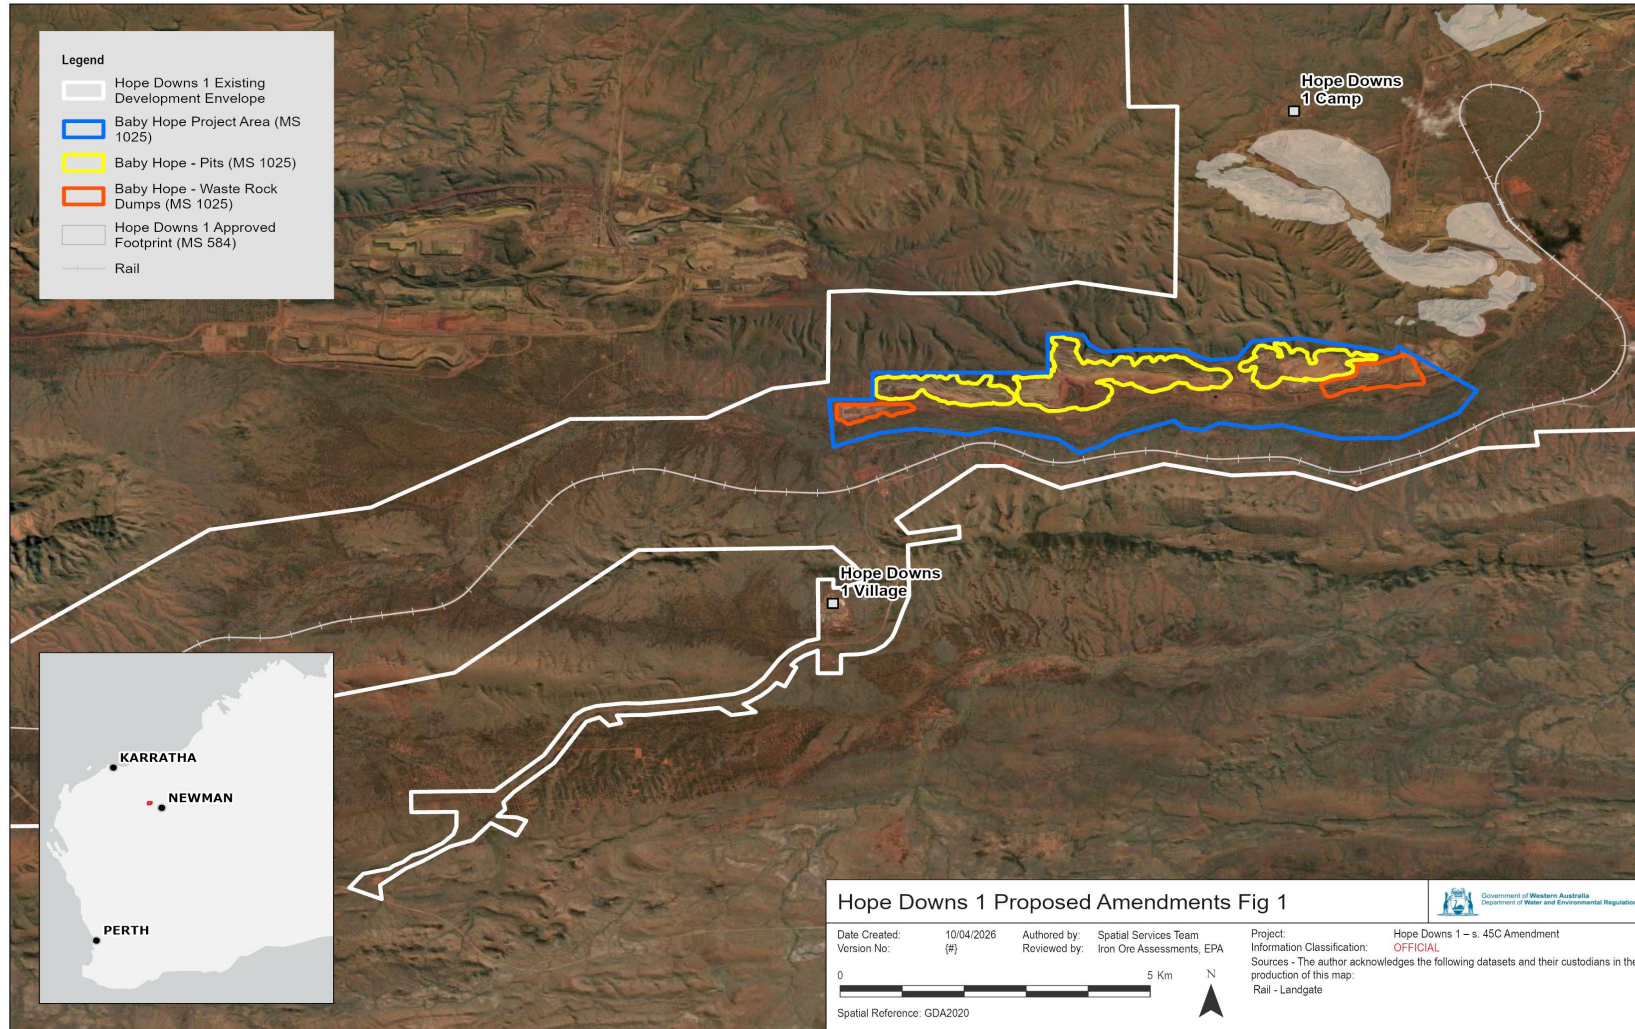 Legend
Hope Downs 1 Existing
Development Envelope
Baby Hope Project Area (MS
1025)
Baby Hope - Pits (MS 1025)
Baby Hope - Waste Rock
Dumps (MS 1025)
Hope Downs 1 Approved
Footprint (MS 584)
Rail
Hope Downs
1 Camp
Hope Downs
1 Village
KARRATHA
NEWMAN
PERTH
Hope Downs 1 Proposed Amendments Fig 1
Government of Western Australia
Department of Water and Environmental Regulation
Date Created: 10/04/2026
Version No: {#}
Authored by: Spatial Services Team
Reviewed by: Iron Ore Assessments, EPA
Project: Hope Downs 1 – s. 45C Amendment
Information Classification: OFFICIAL
Sources - The author acknowledges the following datasets and their custodians in the
production of this map:
Rail - Landgate
0 5 Km
N
Spatial Reference: GDA2020